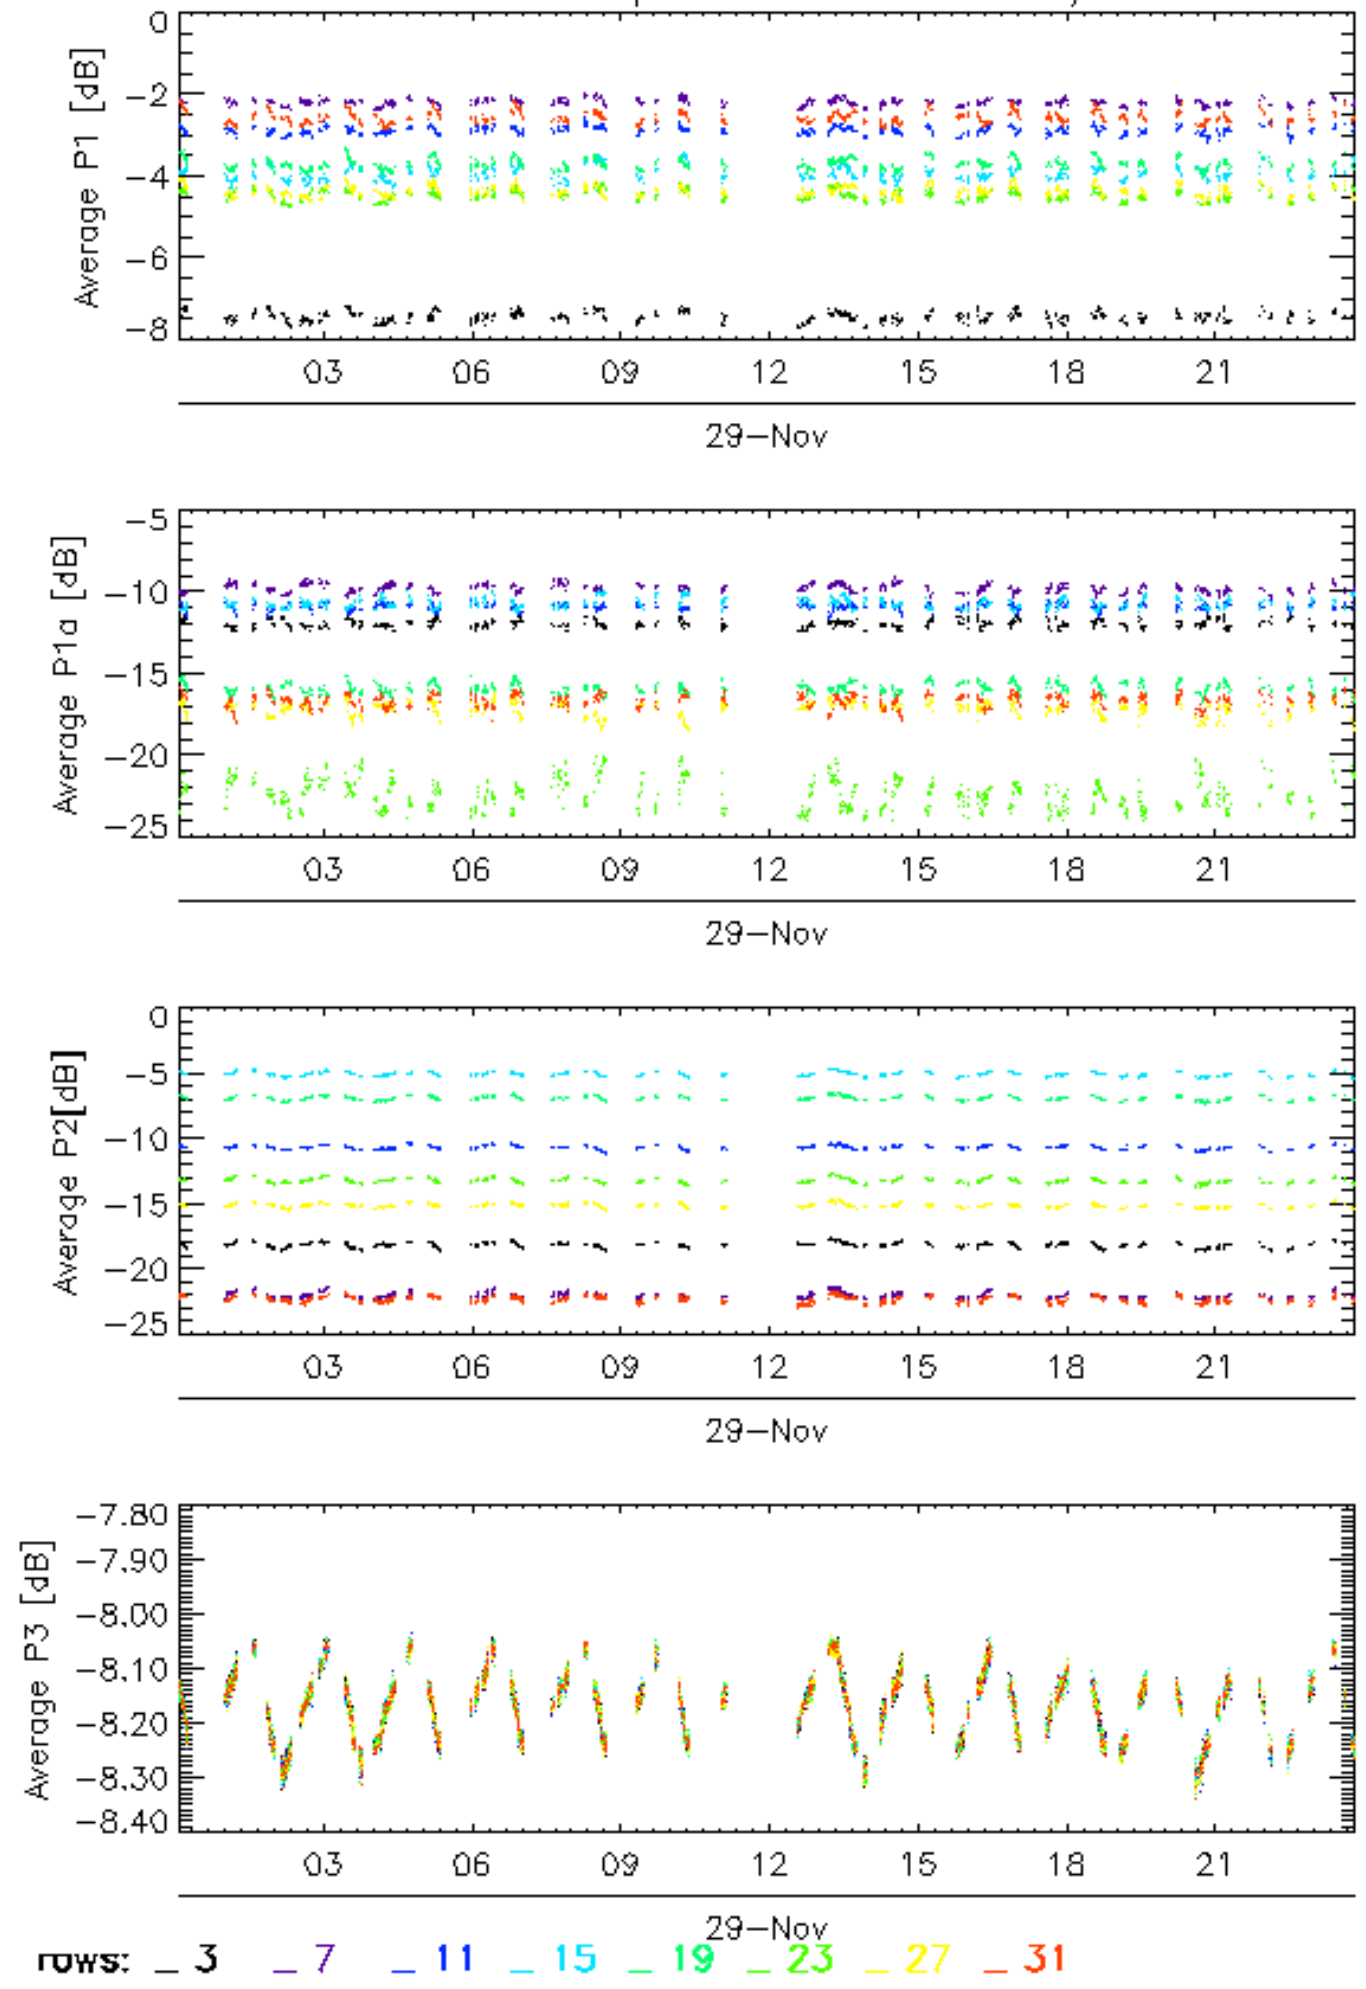 Average P1 [dB]
0
−2
−4
−6
−8
03 06 09 12 15 18 21
29−Nov
Average P1a [dB]
−5
−10
−15
−20
−25
03 06 09 12 15 18 21
29−Nov
Average P2[dB]
0
−5
−10
−15
−20
−25
03 06 09 12 15 18 21
29−Nov
Average P3 [dB]
−7.80
−7.90
−8.00
−8.10
−8.20
−8.30
−8.40
03 06 09 12 15 18 21
29−Nov
rows: _ 3 _ 7 _ 11 _ 15 _ 19 _ 23 _ 27 _ 31